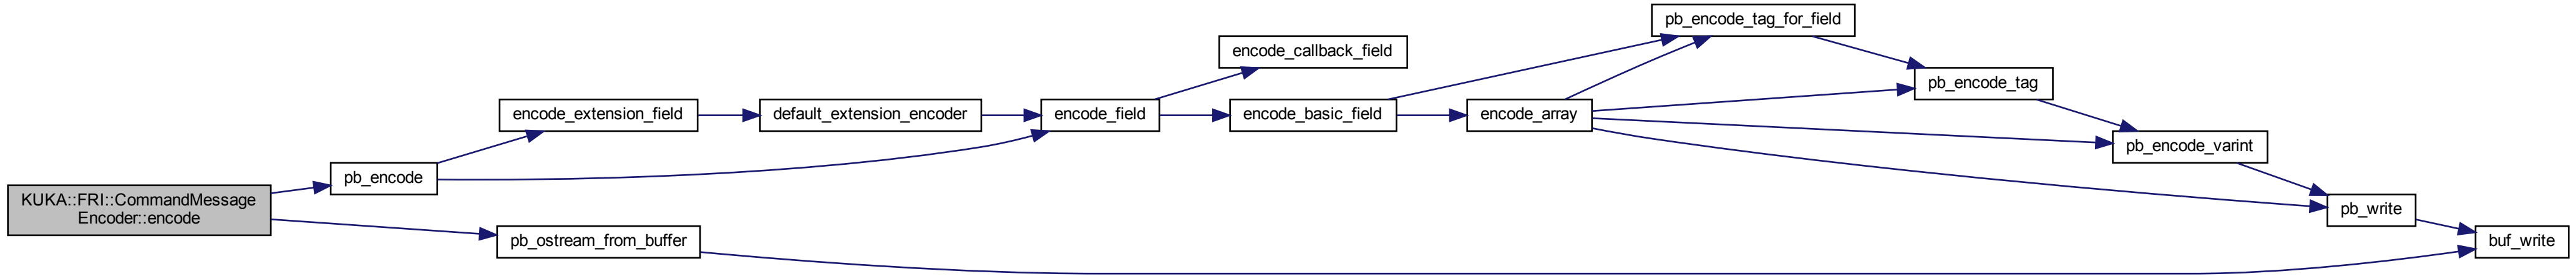 KUKA::FRI::CommandMessage
Encoder::encode
pb_encode
encode_extension_field
default_extension_encoder
encode_field
encode_callback_field
encode_basic_field
encode_array
pb_encode_tag_for_field
pb_encode_tag
pb_encode_varint
pb_write
buf_write
pb_ostream_from_buffer